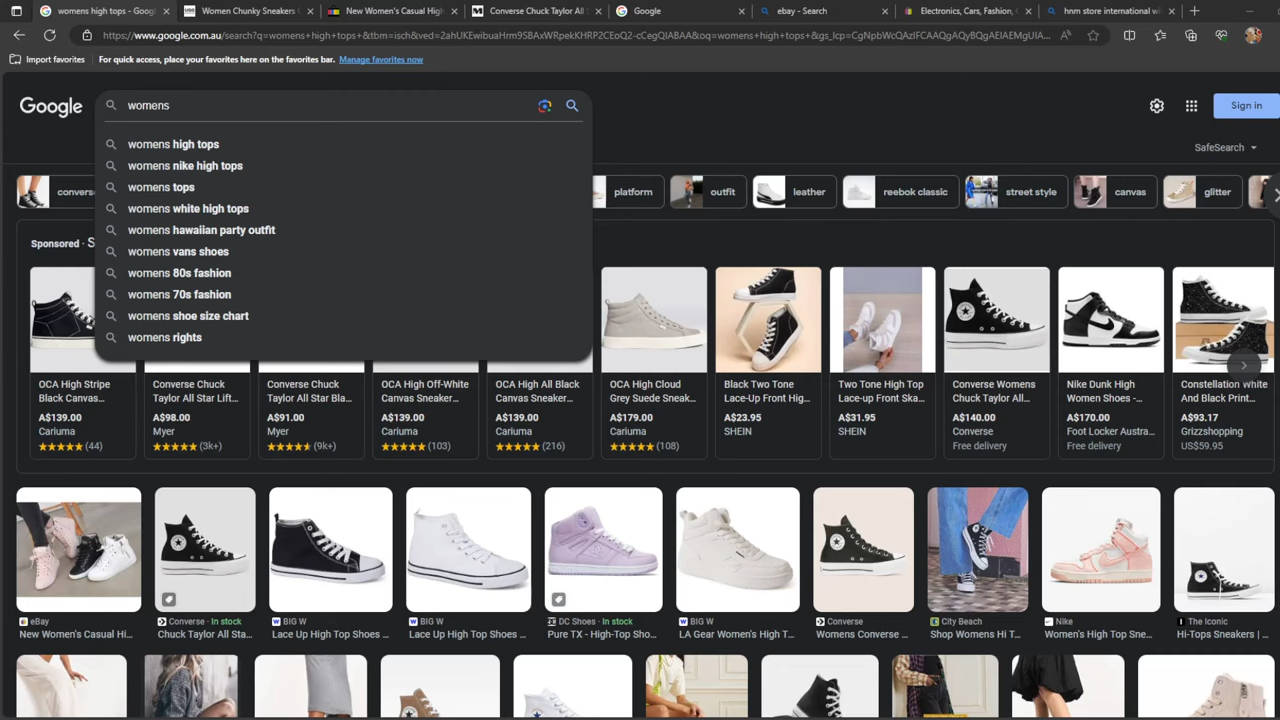 womens high tops - Googl
Women Chunky Sneakers
New Women's Casual High
Converse Chuck Taylor All
Google
ebay - Search
Electronics, Cars, Fashion, C
hnm store international wi
https://www.google.com.au/search?q=womens+high+tops+&tbm=isch&ved=2ahUKEwibuaHrm9SBAxWRpekKHRP2CEoQ2-cCegQIABAA&oq=womens+high+tops+&gs_lcp=CgNpbWcQAzIFCAAQgAQyBQgAEIAEMgUIA...
Import favorites
For quick access, place your favorites here on the favorites bar.
Manage favorites now
Google
womens
Sign in
womens high tops
womens nike high tops
womens tops
womens white high tops
womens hawaiian party outfit
womens vans shoes
womens 80s fashion
womens 70s fashion
womens shoe size chart
womens rights
SafeSearch
convers
platform
outfit
leather
reebok classic
street style
canvas
glitter
Sponsored · S
OCA High Stripe
Black Canvas...
A$139.00
Cariuma
(44)
Converse Chuck
Taylor All Star Lift...
A$98.00
Myer
(3k+)
Converse Chuck
Taylor All Star Bla...
A$91.00
Myer
(9k+)
OCA High Off-White
Canvas Sneaker...
A$139.00
Cariuma
(103)
OCA High All Black
Canvas Sneaker...
A$139.00
Cariuma
(216)
OCA High Cloud
Grey Suede Sneak...
A$179.00
Cariuma
(108)
Black Two Tone
Lace-Up Front Hig...
A$23.95
SHEIN
Two Tone High Top
Lace-up Front Ska...
A$31.95
SHEIN
Converse Womens
Chuck Taylor All...
A$140.00
Converse
Free delivery
Nike Dunk High
Women Shoes -...
A$170.00
Foot Locker Austra...
Free delivery
Constellation White
And Black Print...
A$93.17
Grizzshopping
US$59.95
eBay
New Women's Casual Hi...
Converse · In stock
Chuck Taylor All Sta...
BIG W
Lace Up High Top Shoes ...
BIG W
Lace Up High Top Shoes ...
DC Shoes · In stock
Pure TX - High-Top Sho...
BIG W
LA Gear Women's High T...
Converse
Womens Converse ...
City Beach
Shop Womens Hi T...
Nike
Women's High Top Sne...
The Iconic
Hi-Tops Sneakers | ...